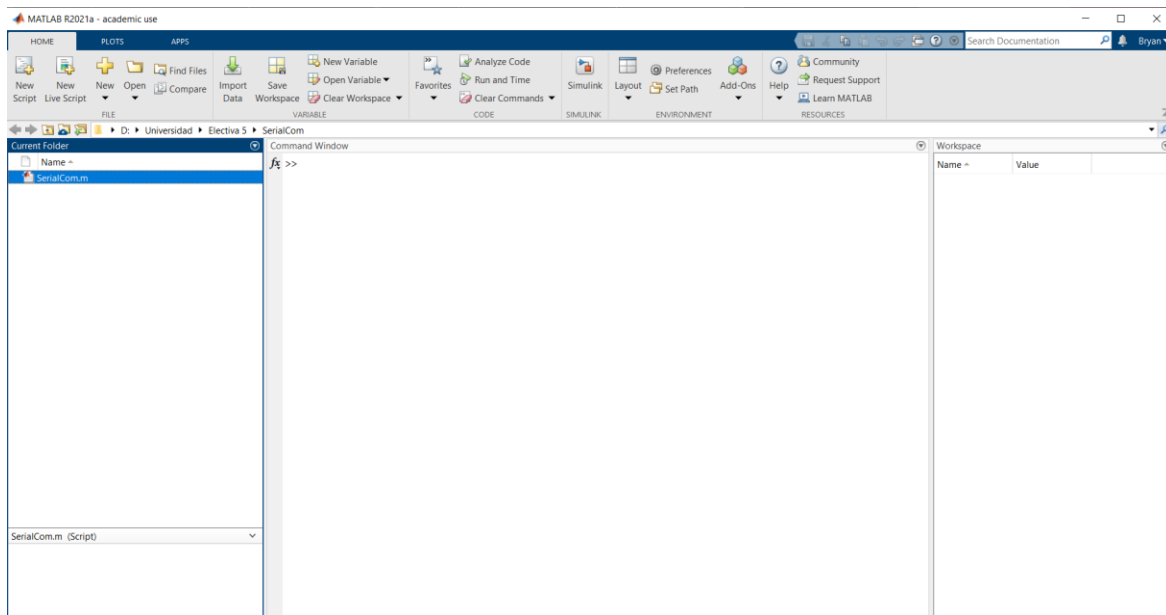 MATLAB R2021a - academic use
HOME PLOTS APPS
Search Documentation
Bryan
New Script
New Live Script
New
Open
Find Files
Compare
FILE
Import Data
Save Workspace
New Variable
Open Variable
Clear Workspace
VARIABLE
Favorites
Analyze Code
Run and Time
Clear Commands
CODE
Simulink
SIMULINK
Layout
Preferences
Set Path
Add-Ons
ENVIRONMENT
Help
Community
Request Support
Learn MATLAB
RESOURCES
D: Universidad Electiva 5 SerialCom
Current Folder
Name
SerialCom.m
SerialCom.m (Script)
Command Window
fx >>
Workspace
Name Value